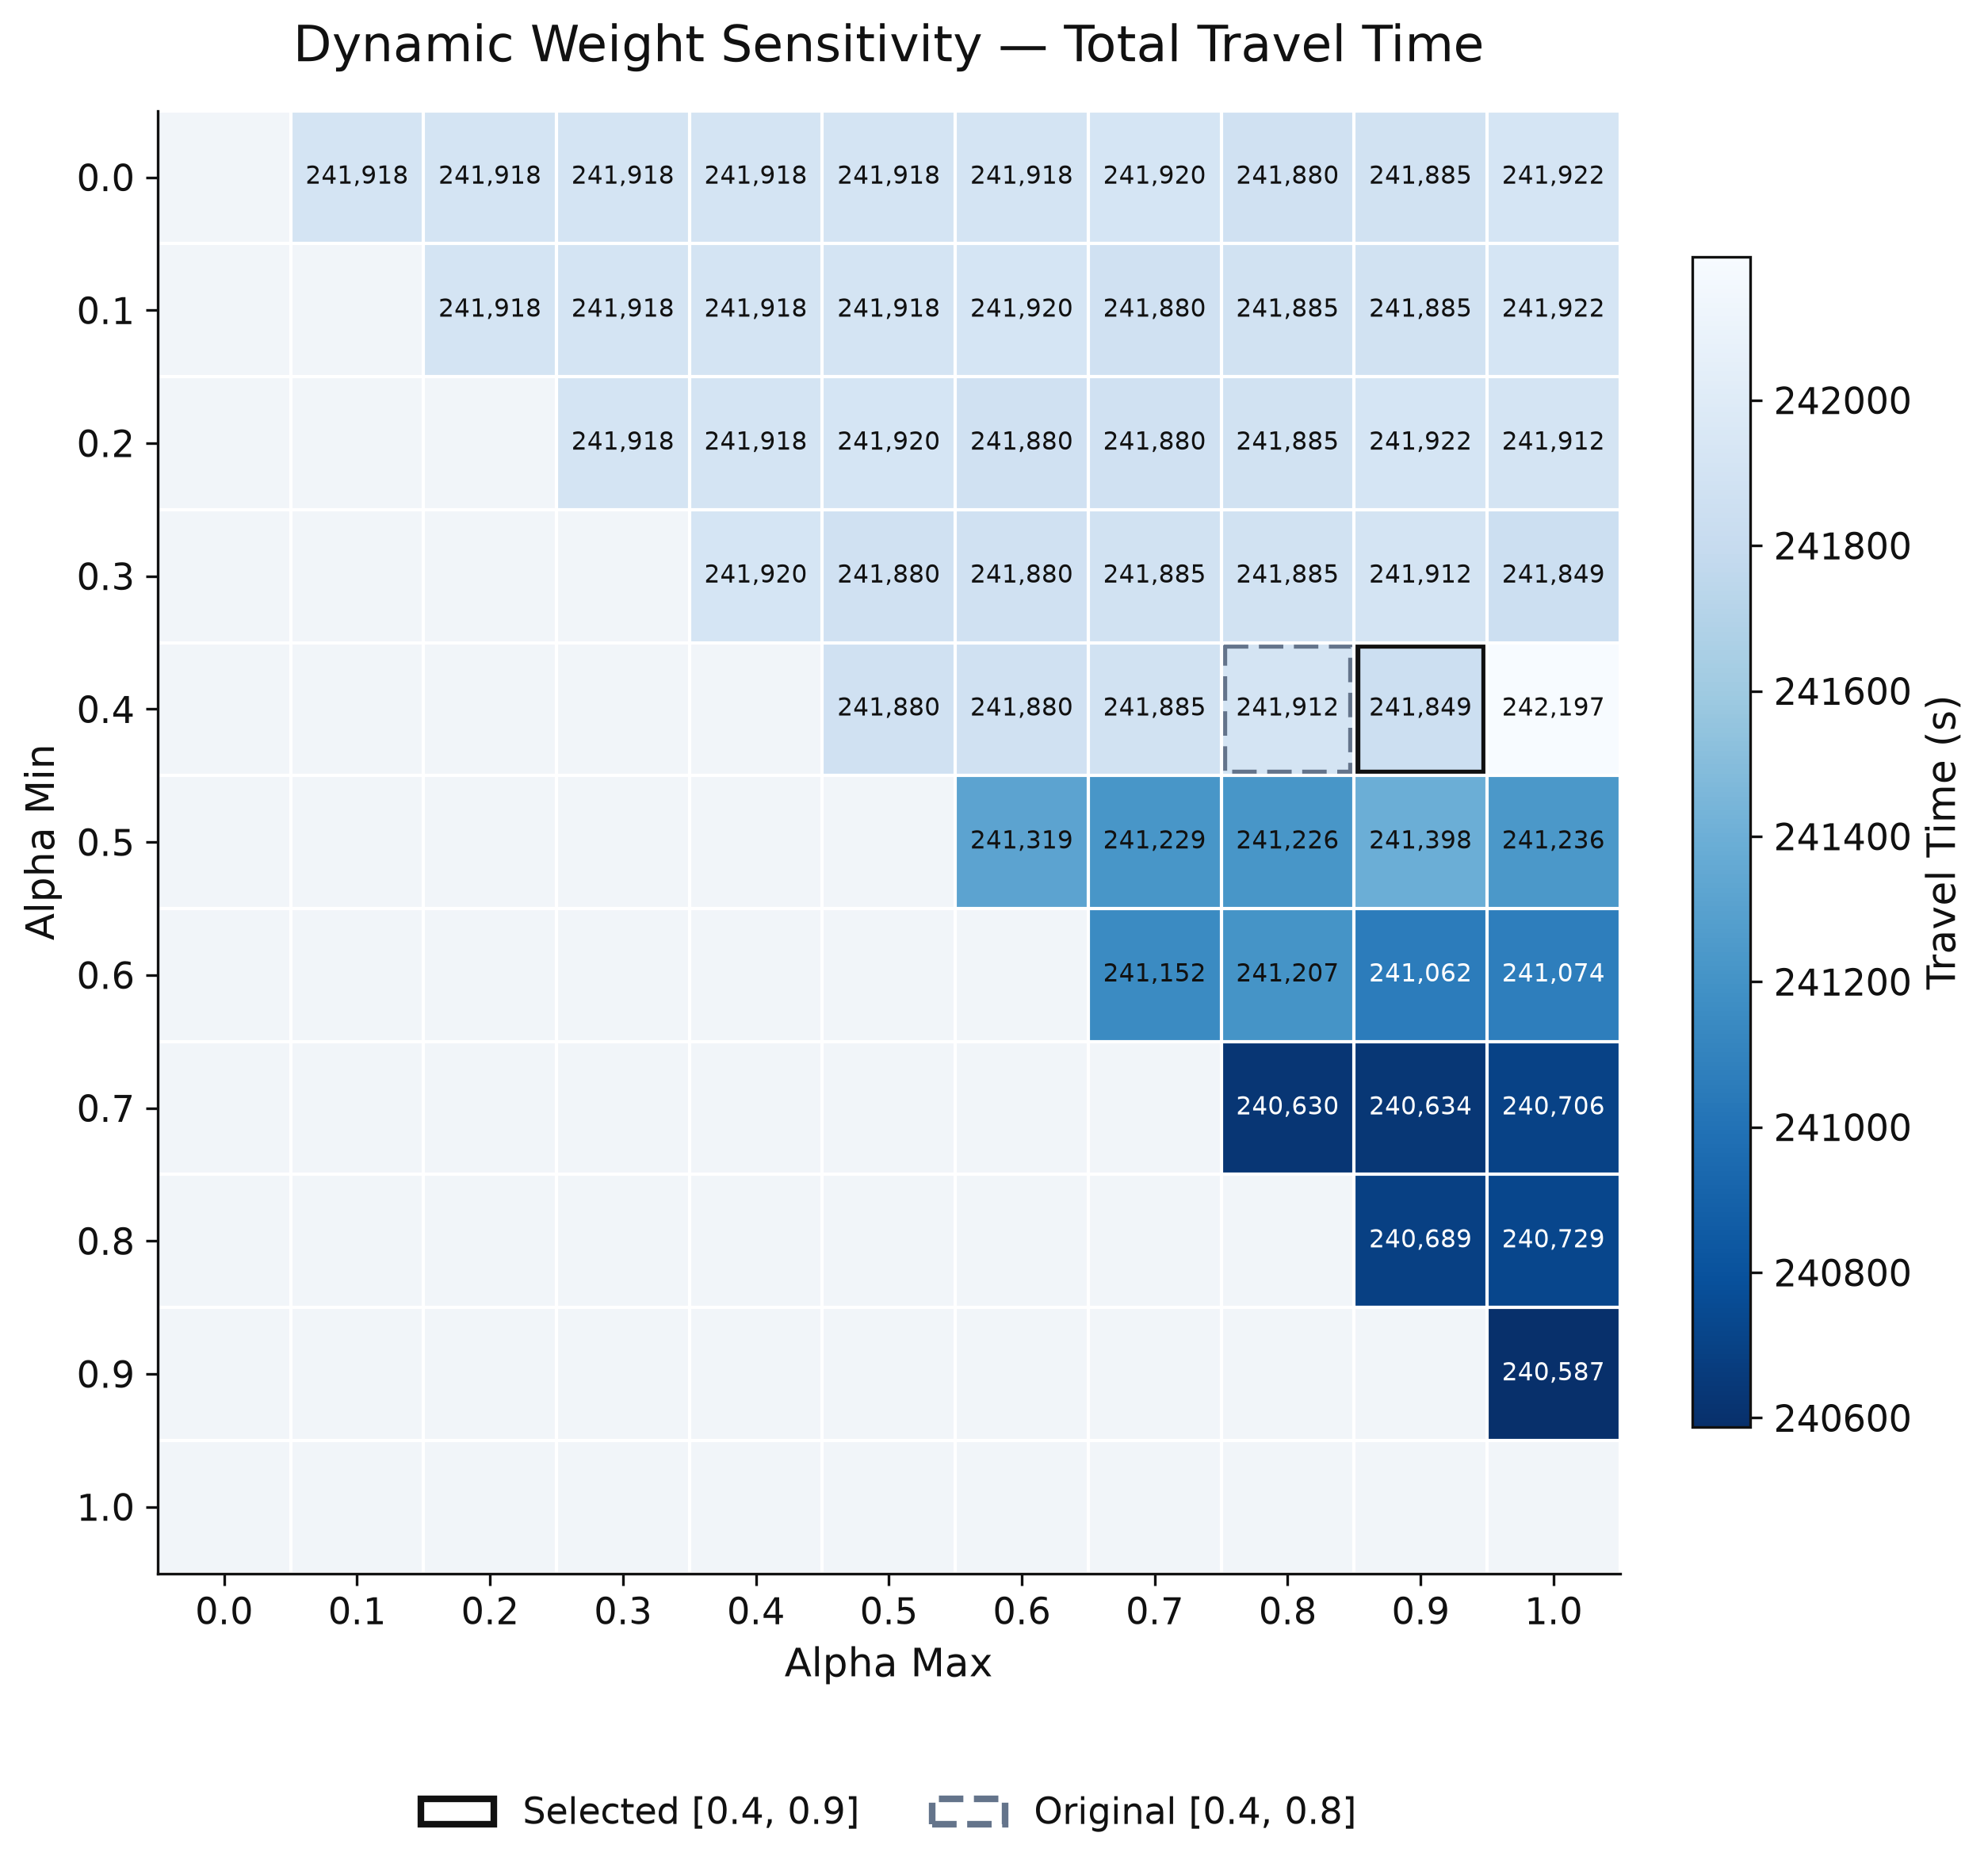 Dynamic Weight Sensitivity — Total Travel Time
0.0 241,918 241,918 241,918 241,918 241,918 241,918 241,920 241,880 241,885 241,922
0.1 241,918 241,918 241,918 241,918 241,920 241,880 241,885 241,885 241,922
0.2 241,918 241,918 241,920 241,880 241,880 241,885 241,922 241,912
0.3 241,920 241,880 241,880 241,885 241,885 241,912 241,849
0.4 241,880 241,880 241,885 241,912 241,849 242,197
0.5 241,319 241,229 241,226 241,398 241,236
0.6 241,152 241,207 241,062 241,074
0.7 240,630 240,634 240,706
0.8 240,689 240,729
0.9 240,587
1.0
Alpha Min
0.0 0.1 0.2 0.3 0.4 0.5 0.6 0.7 0.8 0.9 1.0
Alpha Max
242000
241800
241600
241400
241200
241000
240800
240600
Travel Time (s)
Selected [0.4, 0.9] Original [0.4, 0.8]